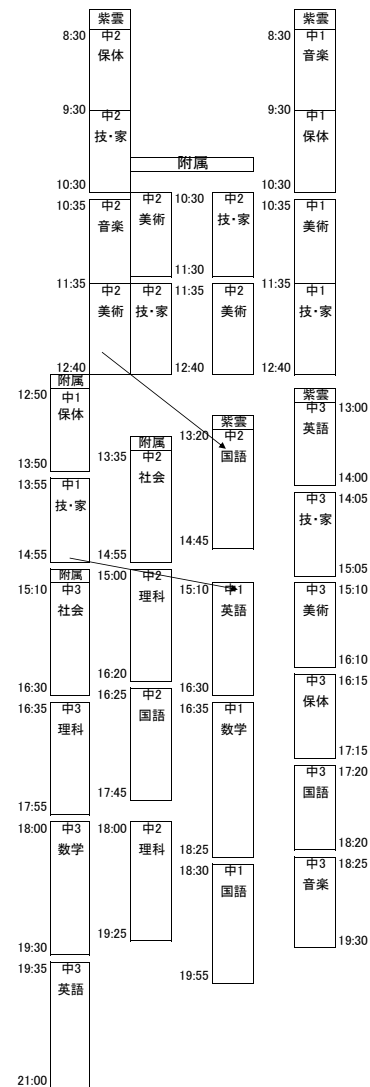 紫雲 紫雲
8:30 中2 8:30 中1
保体 音楽
9:30 中2 9:30 中1
技・家 保体
附属
10:30 中2 10:30 中2 10:30
10:35 中2 美術 技・家 10:35 中1
音楽 美術
11:30
11:35 中2 中2 11:35 中2 11:35 中1
美術 技・家 美術 技・家
12:40 12:40 12:40
附属
12:50 中1 紫雲
保体 中3 13:00
英語
紫雲
附属 13:20 中2
13:35 中2 国語
13:50 社会
13:55 中1 14:00
技・家 中3 14:05
技・家
14:45
14:55 14:55
附属 15:00 中2 15:05
15:10 中3 理科 15:10 中1 中3 15:10
社会 英語 美術
16:10
16:20 中3 16:15
16:25 中2 保体
16:30 国語 16:30
16:35 中3 16:35 中1
理科 数学
17:15
中3 17:20
17:45 国語
17:55
18:00 中3 18:00 中2
数学 理科
18:20
18:25 中3 18:25
18:30 中1 音楽
国語
19:25
19:30 19:30
19:35 中3
英語 19:55
21:00